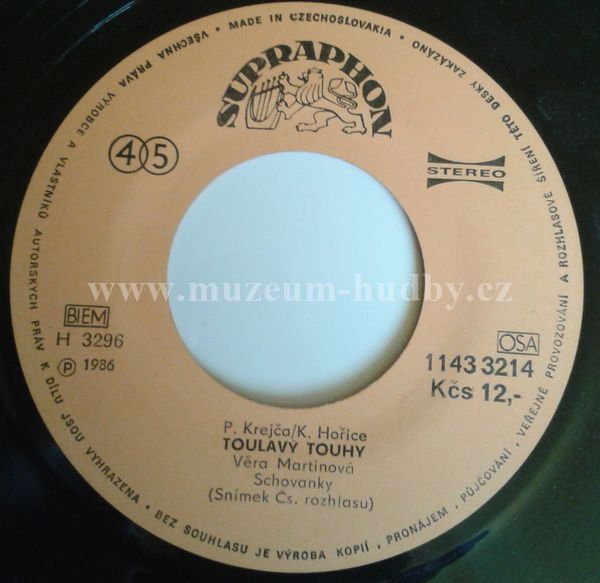 VŠECHNA PRÁVA VÝROBCE A VLASTNÍKŮ AUTORSKÝCH PRÁV K DÍLU JSOU VYHRAZENA • BEZ SOUHLASU JE VÝROBA KOPIÍ, PRONÁJEM, PŮJČOVÁNÍ, VEŘEJNÉ PROVOZOVÁNÍ A ROZHLASOVÉ ŠÍŘENÍ TÉTO DESKY ZAKÁZÁNO • MADE IN CZECHOSLOVAKIA •
SUPRAPHON
45
STEREO
www.muzeum-hudby.cz
BIEM
H 3296
Ⓟ 1986
OSA
1143 3214
Kčs 12,-
P. Krejča/K. Hořice
TOULAVÝ TOUHY
Věra Martinová
Schovanky
(Snímek Čs. rozhlasu)